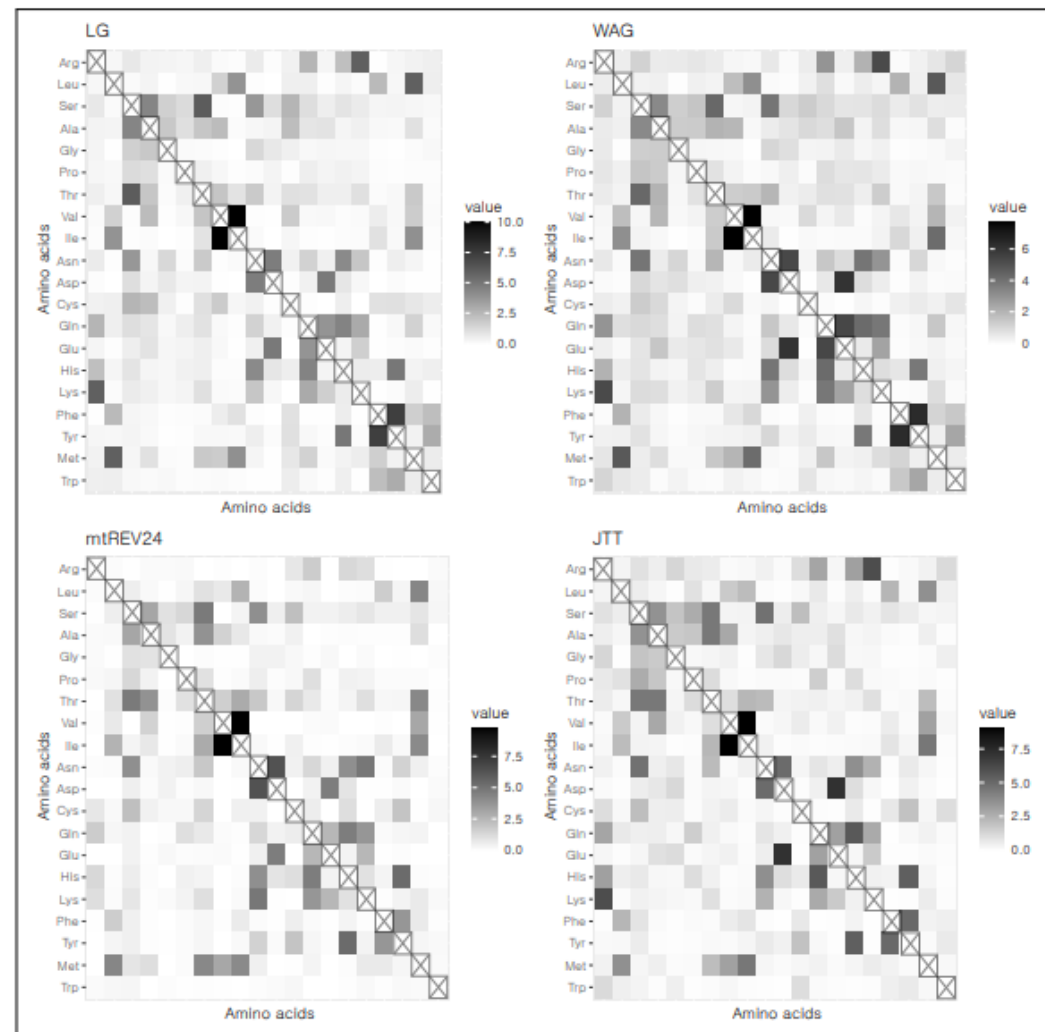 LG
Amino acids
Arg
Leu
Ser
Ala
Gly
Pro
Thr
Val
Ile
Asn
Asp
Cys
Gln
Glu
His
Lys
Phe
Tyr
Met
Trp
Amino acids
value
10.0
7.5
5.0
2.5
0.0
WAG
Amino acids
Arg
Leu
Ser
Ala
Gly
Pro
Thr
Val
Ile
Asn
Asp
Cys
Gln
Glu
His
Lys
Phe
Tyr
Met
Trp
Amino acids
value
6
4
2
0
mtREV24
Amino acids
Arg
Leu
Ser
Ala
Gly
Pro
Thr
Val
Ile
Asn
Asp
Cys
Gln
Glu
His
Lys
Phe
Tyr
Met
Trp
Amino acids
value
7.5
5.0
2.5
0.0
JTT
Amino acids
Arg
Leu
Ser
Ala
Gly
Pro
Thr
Val
Ile
Asn
Asp
Cys
Gln
Glu
His
Lys
Phe
Tyr
Met
Trp
Amino acids
value
7.5
5.0
2.5
0.0